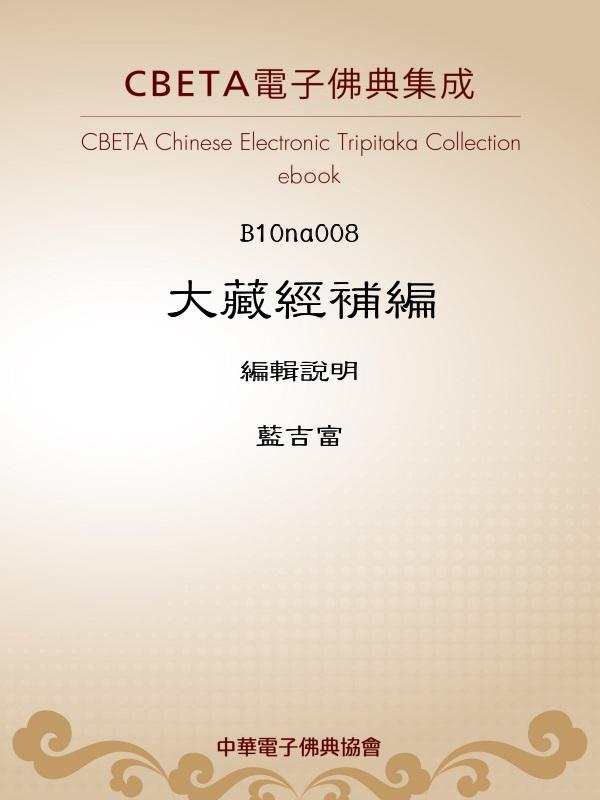 CBETA電子佛典集成
CBETA Chinese Electronic Tripitaka Collection
ebook
B10na008
大藏經補編
編輯說明
藍吉富
中華電子佛典協會